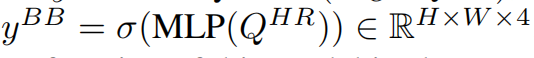 y^{BB} = σ(MLP(Q^{HR})) ∈ ℝ^{H×W×4}